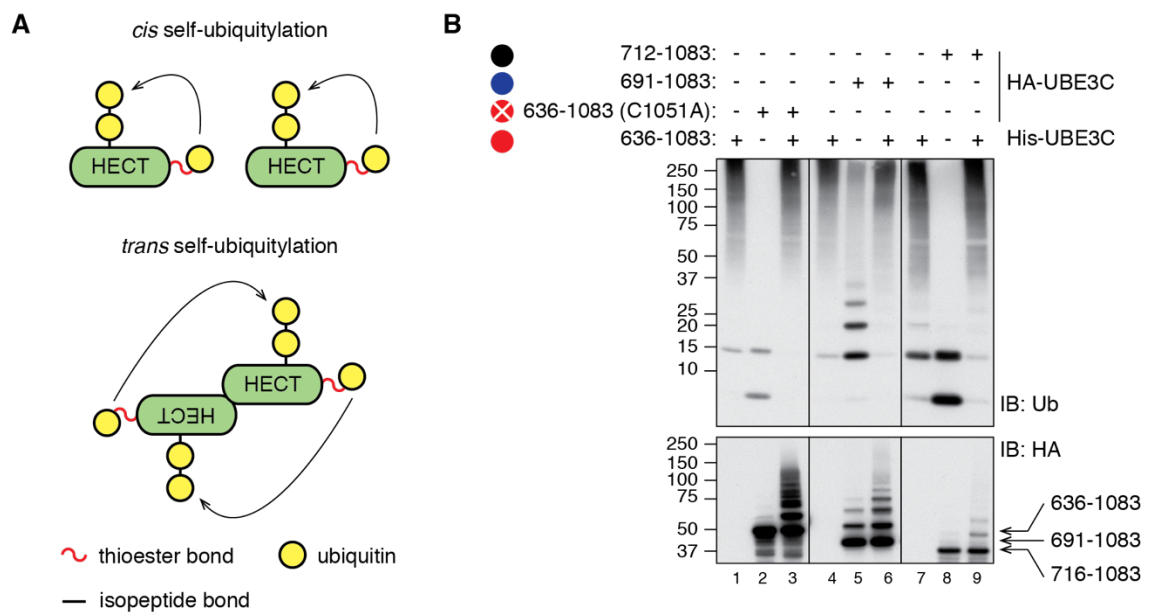 A
cis self-ubiquitylation
HECT
HECT
trans self-ubiquitylation
HECT
HECT
thioester bond
ubiquitin
isopeptide bond
B
712-1083: - - - - - - - + +
691-1083: - - - - + + - - -
636-1083 (C1051A): - + + - - - - - -
HA-UBE3C
636-1083: + - + + - + + - +
His-UBE3C
250
150
100
75
50
37
25
20
15
10
IB: Ub
250
150
100
75
50
37
IB: HA
636-1083
691-1083
716-1083
1 2 3 4 5 6 7 8 9